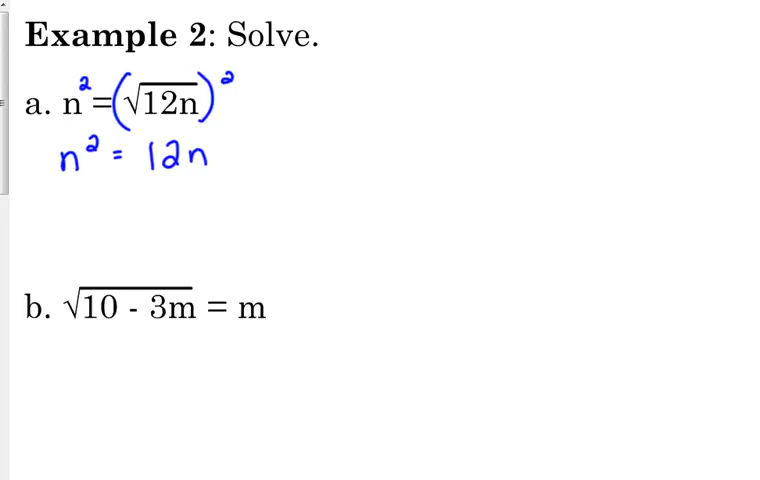 Example 2: Solve.
a. n²=(√12n)²
n² = 12n
b. √10 - 3m = m